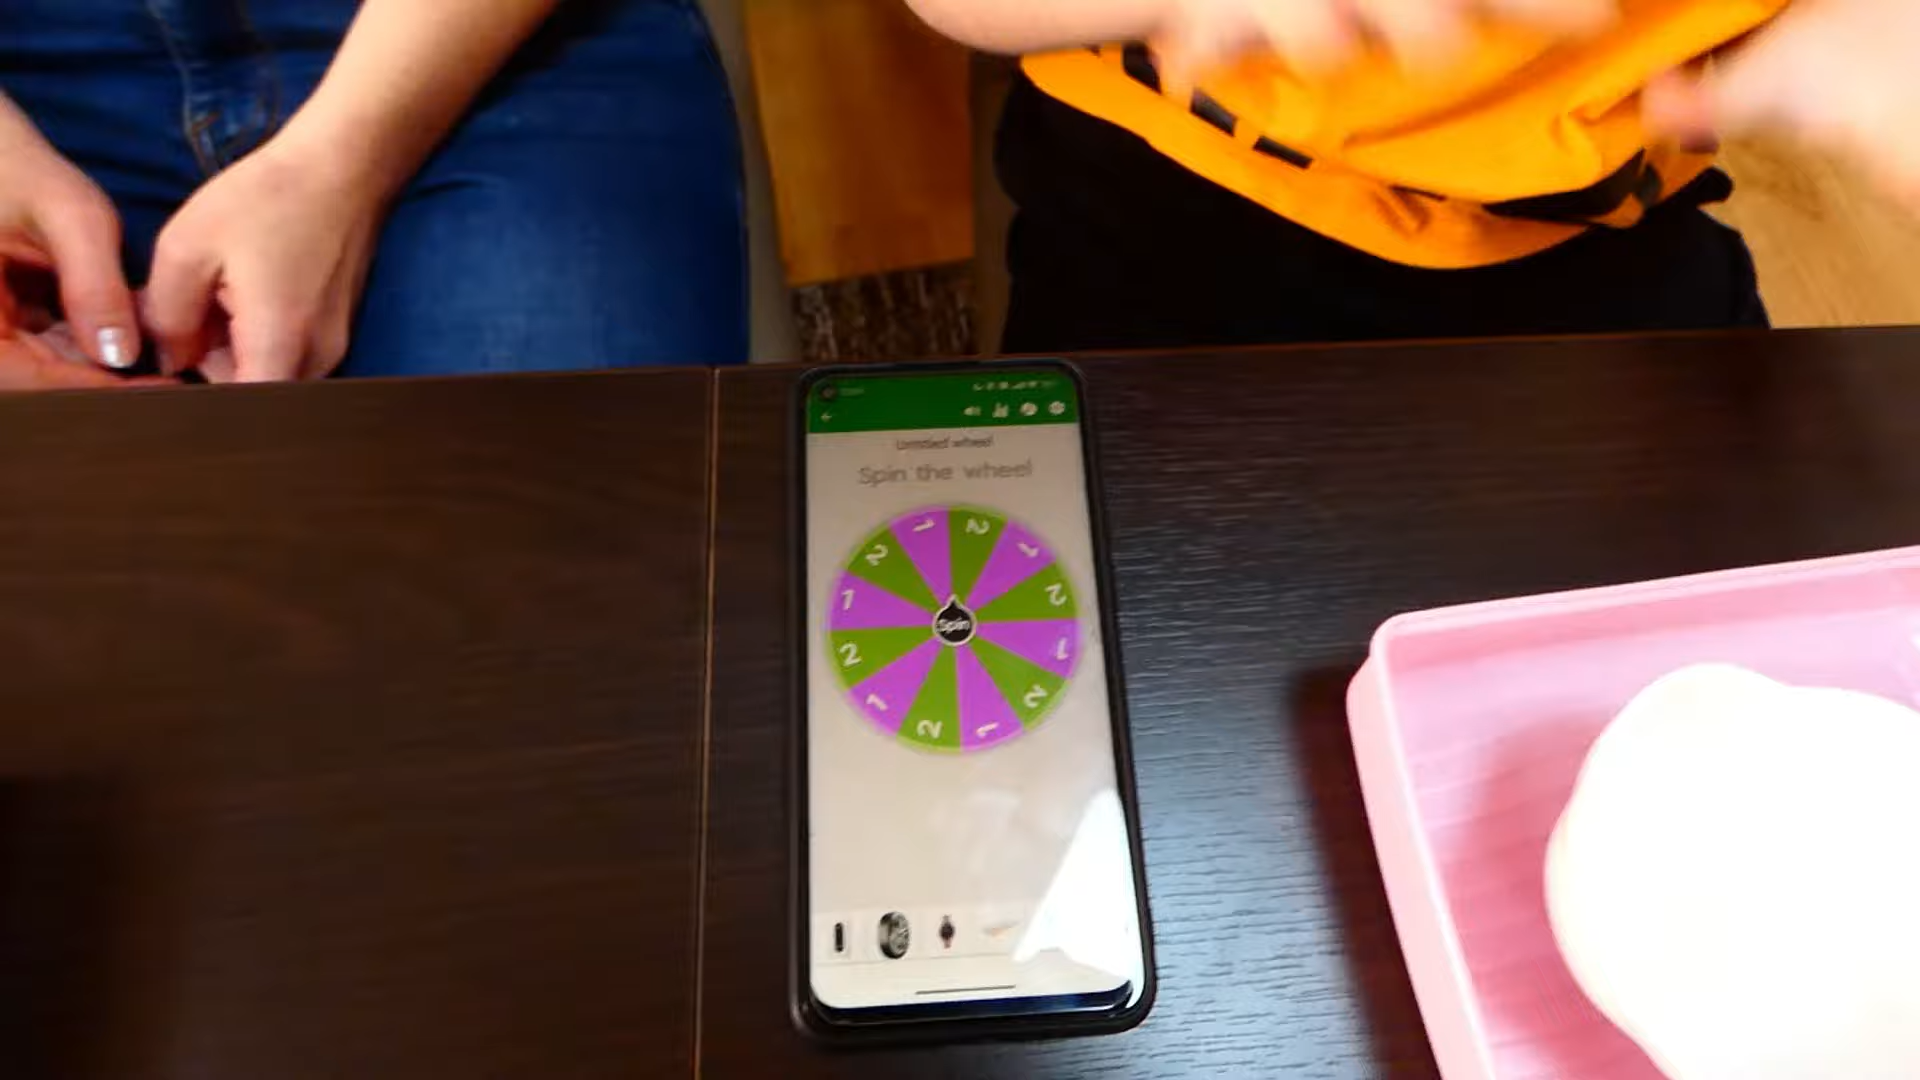 Untitled wheel
Spin the wheel
1 2 1 2 1 2 1 2 1 2 1 2
Spin